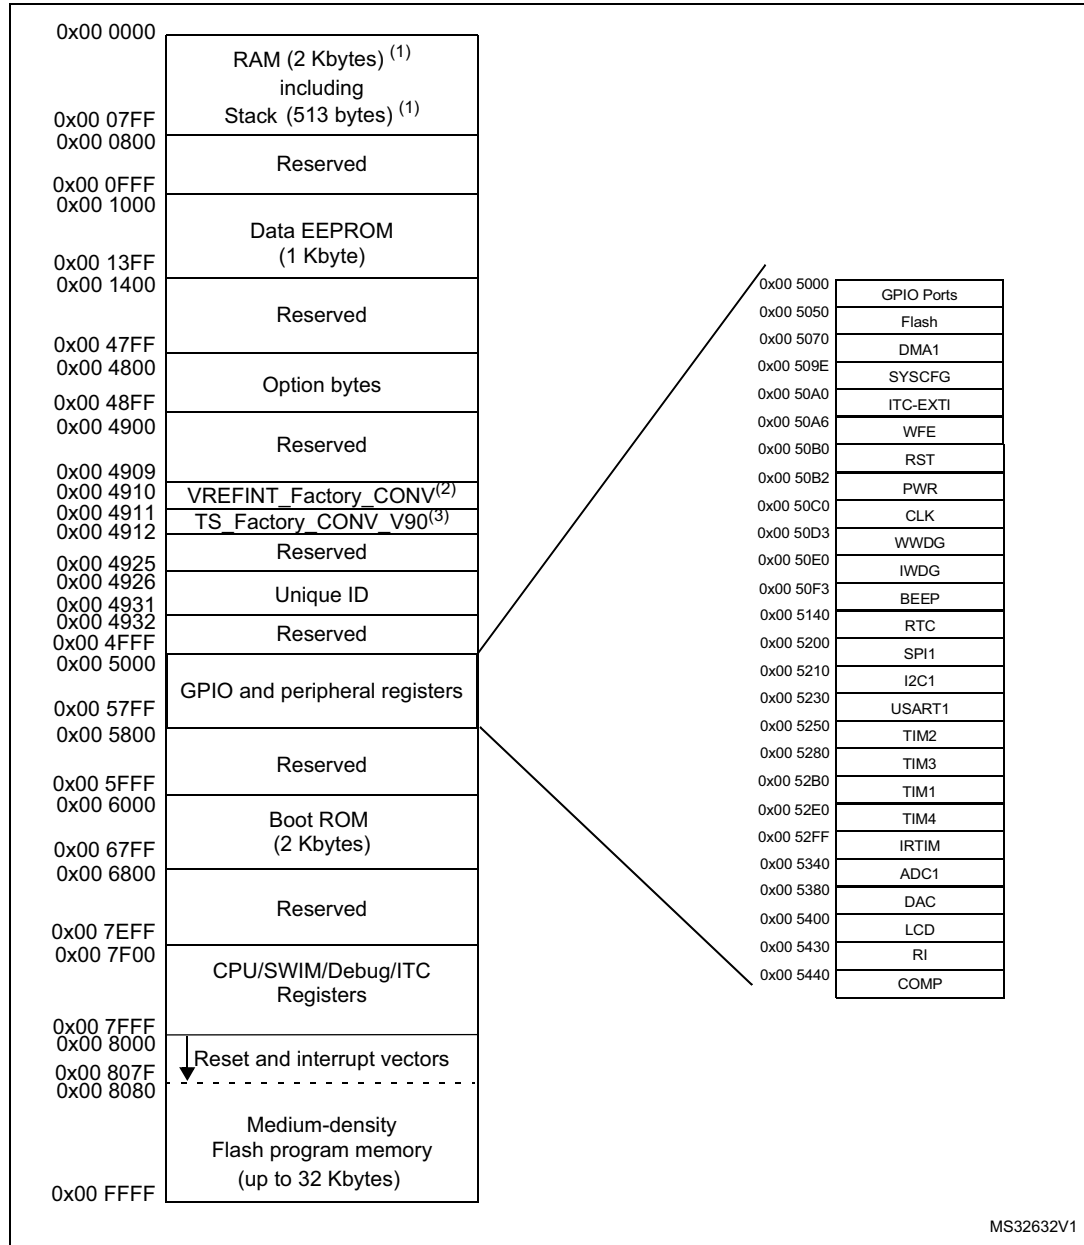 0x00 0000
RAM (2 Kbytes) (1)
including
Stack (513 bytes) (1)
0x00 07FF
0x00 0800
Reserved
0x00 0FFF
0x00 1000
Data EEPROM
(1 Kbyte)
0x00 13FF
0x00 1400
Reserved
0x00 47FF
0x00 4800
Option bytes
0x00 48FF
0x00 4900
Reserved
0x00 4909
0x00 4910
VREFINT_Factory_CONV(2)
0x00 4911
TS_Factory_CONV_V90(3)
0x00 4912
Reserved
0x00 4925
0x00 4926
Unique ID
0x00 4931
0x00 4932
Reserved
0x00 4FFF
0x00 5000
GPIO and peripheral registers
0x00 57FF
0x00 5800
Reserved
0x00 5FFF
0x00 6000
Boot ROM
(2 Kbytes)
0x00 67FF
0x00 6800
Reserved
0x00 7EFF
0x00 7F00
CPU/SWIM/Debug/ITC
Registers
0x00 7FFF
0x00 8000
Reset and interrupt vectors
0x00 807F
0x00 8080
Medium-density
Flash program memory
(up to 32 Kbytes)
0x00 FFFF
0x00 5000
GPIO Ports
0x00 5050
Flash
0x00 5070
DMA1
0x00 509E
SYSCFG
0x00 50A0
ITC-EXTI
0x00 50A6
WFE
0x00 50B0
RST
0x00 50B2
PWR
0x00 50C0
CLK
0x00 50D3
WWDG
0x00 50E0
IWDG
0x00 50F3
BEEP
0x00 5140
RTC
0x00 5200
SPI1
0x00 5210
I2C1
0x00 5230
USART1
0x00 5250
TIM2
0x00 5280
TIM3
0x00 52B0
TIM1
0x00 52E0
TIM4
0x00 52FF
IRTIM
0x00 5340
ADC1
0x00 5380
DAC
0x00 5400
LCD
0x00 5430
RI
0x00 5440
COMP
MS32632V1